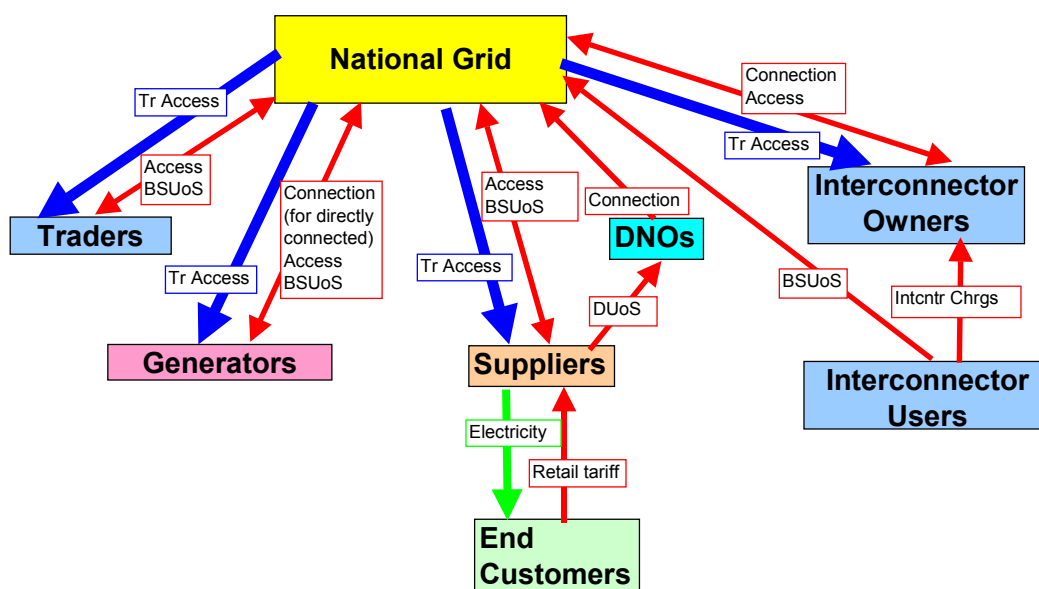 National Grid
Connection
Access
Tr Access
Tr Access
Access
BSUoS
Access
BSUoS
Connection
(for directly
connected)
Access
BSUoS
Connection
Interconnector
Owners
Traders
DNOs
Tr Access
Tr Access
BSUoS
Intcntr Chrgs
DUoS
Generators
Suppliers
Interconnector
Users
Electricity
Retail tariff
End
Customers